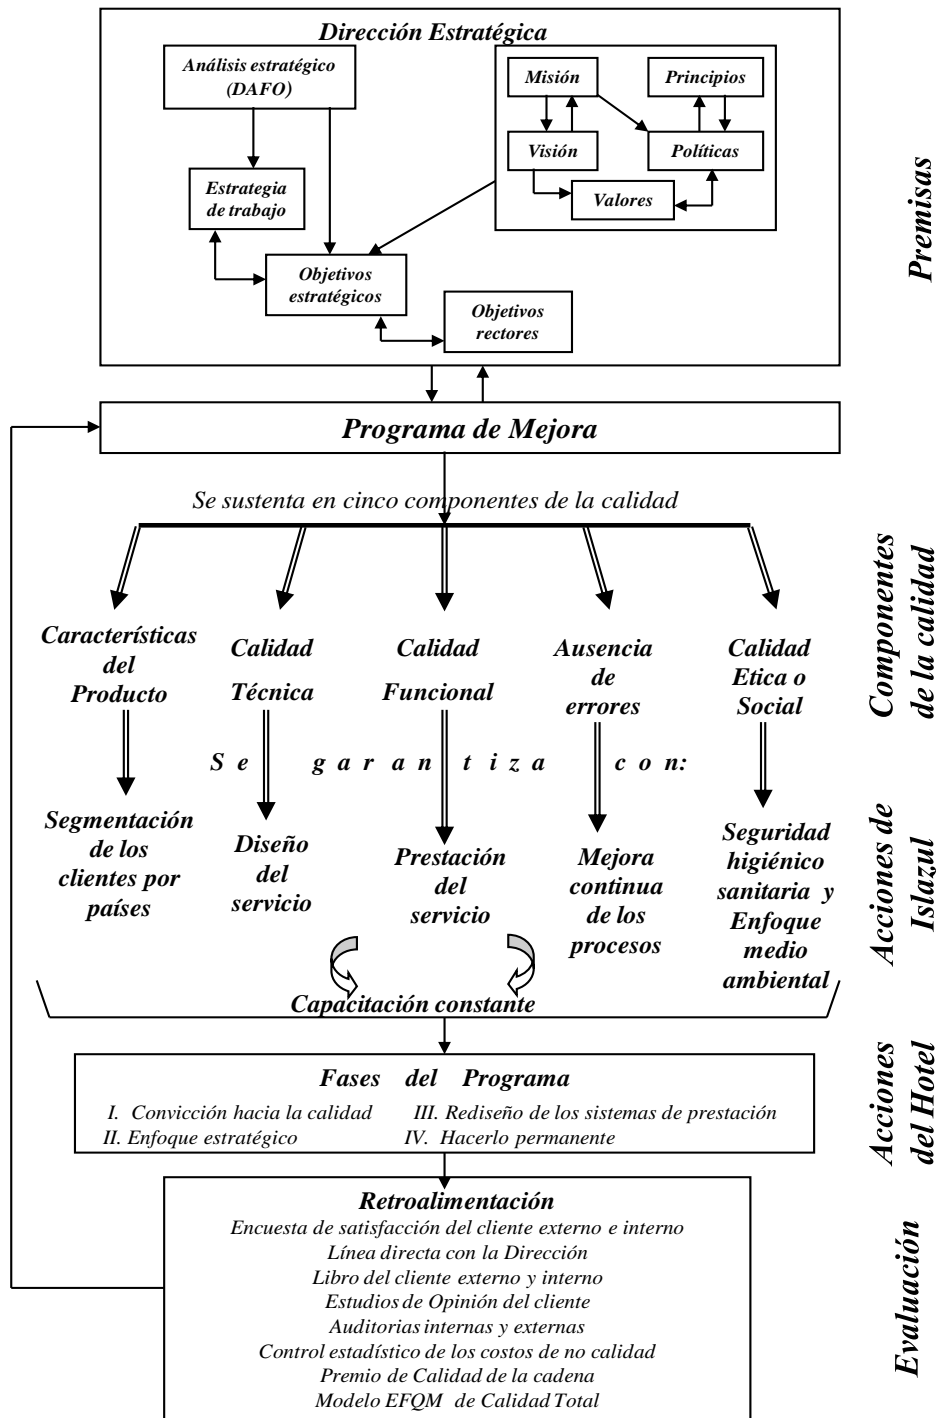 Dirección Estratégica
Análisis estratégico
(DAFO)
Misión
Principios
Visión
Políticas
Valores
Estrategia
de trabajo
Objetivos
estratégicos
Objetivos
rectores
Premisas
Programa de Mejora
Se sustenta en cinco componentes de la calidad
Características
del
Producto
Calidad
Técnica
Calidad
Funcional
Ausencia
de
errores
Calidad
Etica o
Social
Componentes
de la calidad
Se garantiza con:
Segmentación
de los
clientes por
países
Diseño
del
servicio
Prestación
del
servicio
Mejora
continua
de los
procesos
Seguridad
higiénico
sanitaria y
Enfoque
medio
ambiental
Acciones de
Islazul
Capacitación constante
Fases del Programa
I. Convicción hacia la calidad
III. Rediseño de los sistemas de prestación
II. Enfoque estratégico
IV. Hacerlo permanente
Acciones
del Hotel
Retroalimentación
Encuesta de satisfacción del cliente externo e interno
Línea directa con la Dirección
Libro del cliente externo y interno
Estudios de Opinión del cliente
Auditorias internas y externas
Control estadístico de los costos de no calidad
Premio de Calidad de la cadena
Modelo EFQM de Calidad Total
Evaluación